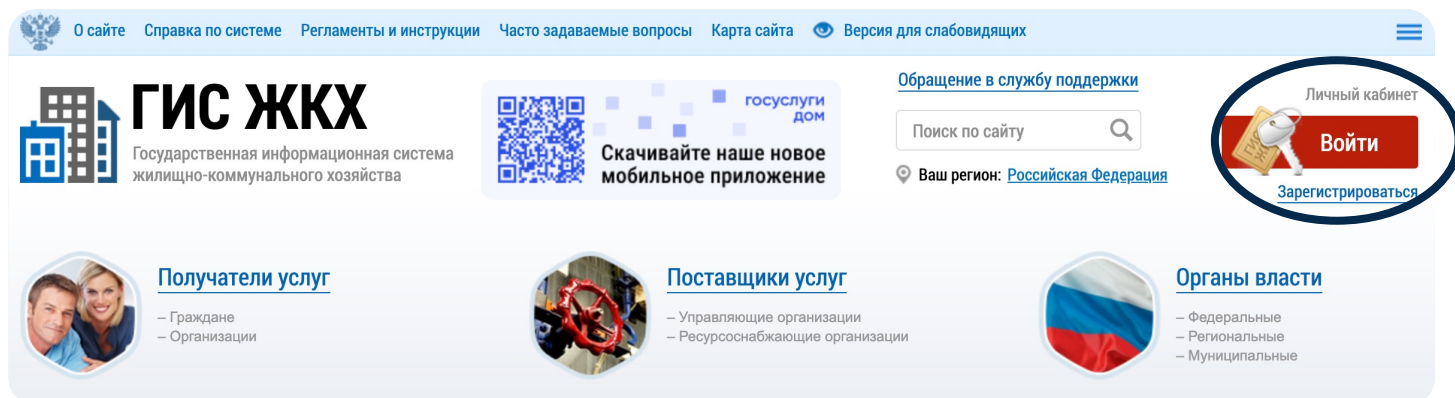 О сайте Справка по системе Регламенты и инструкции Часто задаваемые вопросы Карта сайта Версия для слабовидящих
ГИС ЖКХ
Государственная информационная система
жилищно-коммунального хозяйства
госуслуги
дом
Скачивайте наше новое
мобильное приложение
Обращение в службу поддержки
Поиск по сайту
Ваш регион: Российская Федерация
Личный кабинет
ГИС
ЖК
Войти
Зарегистрироваться
Получатели услуг
– Граждане
– Организации
Поставщики услуг
– Управляющие организации
– Ресурсоснабжающие организации
Органы власти
– Федеральные
– Региональные
– Муниципальные